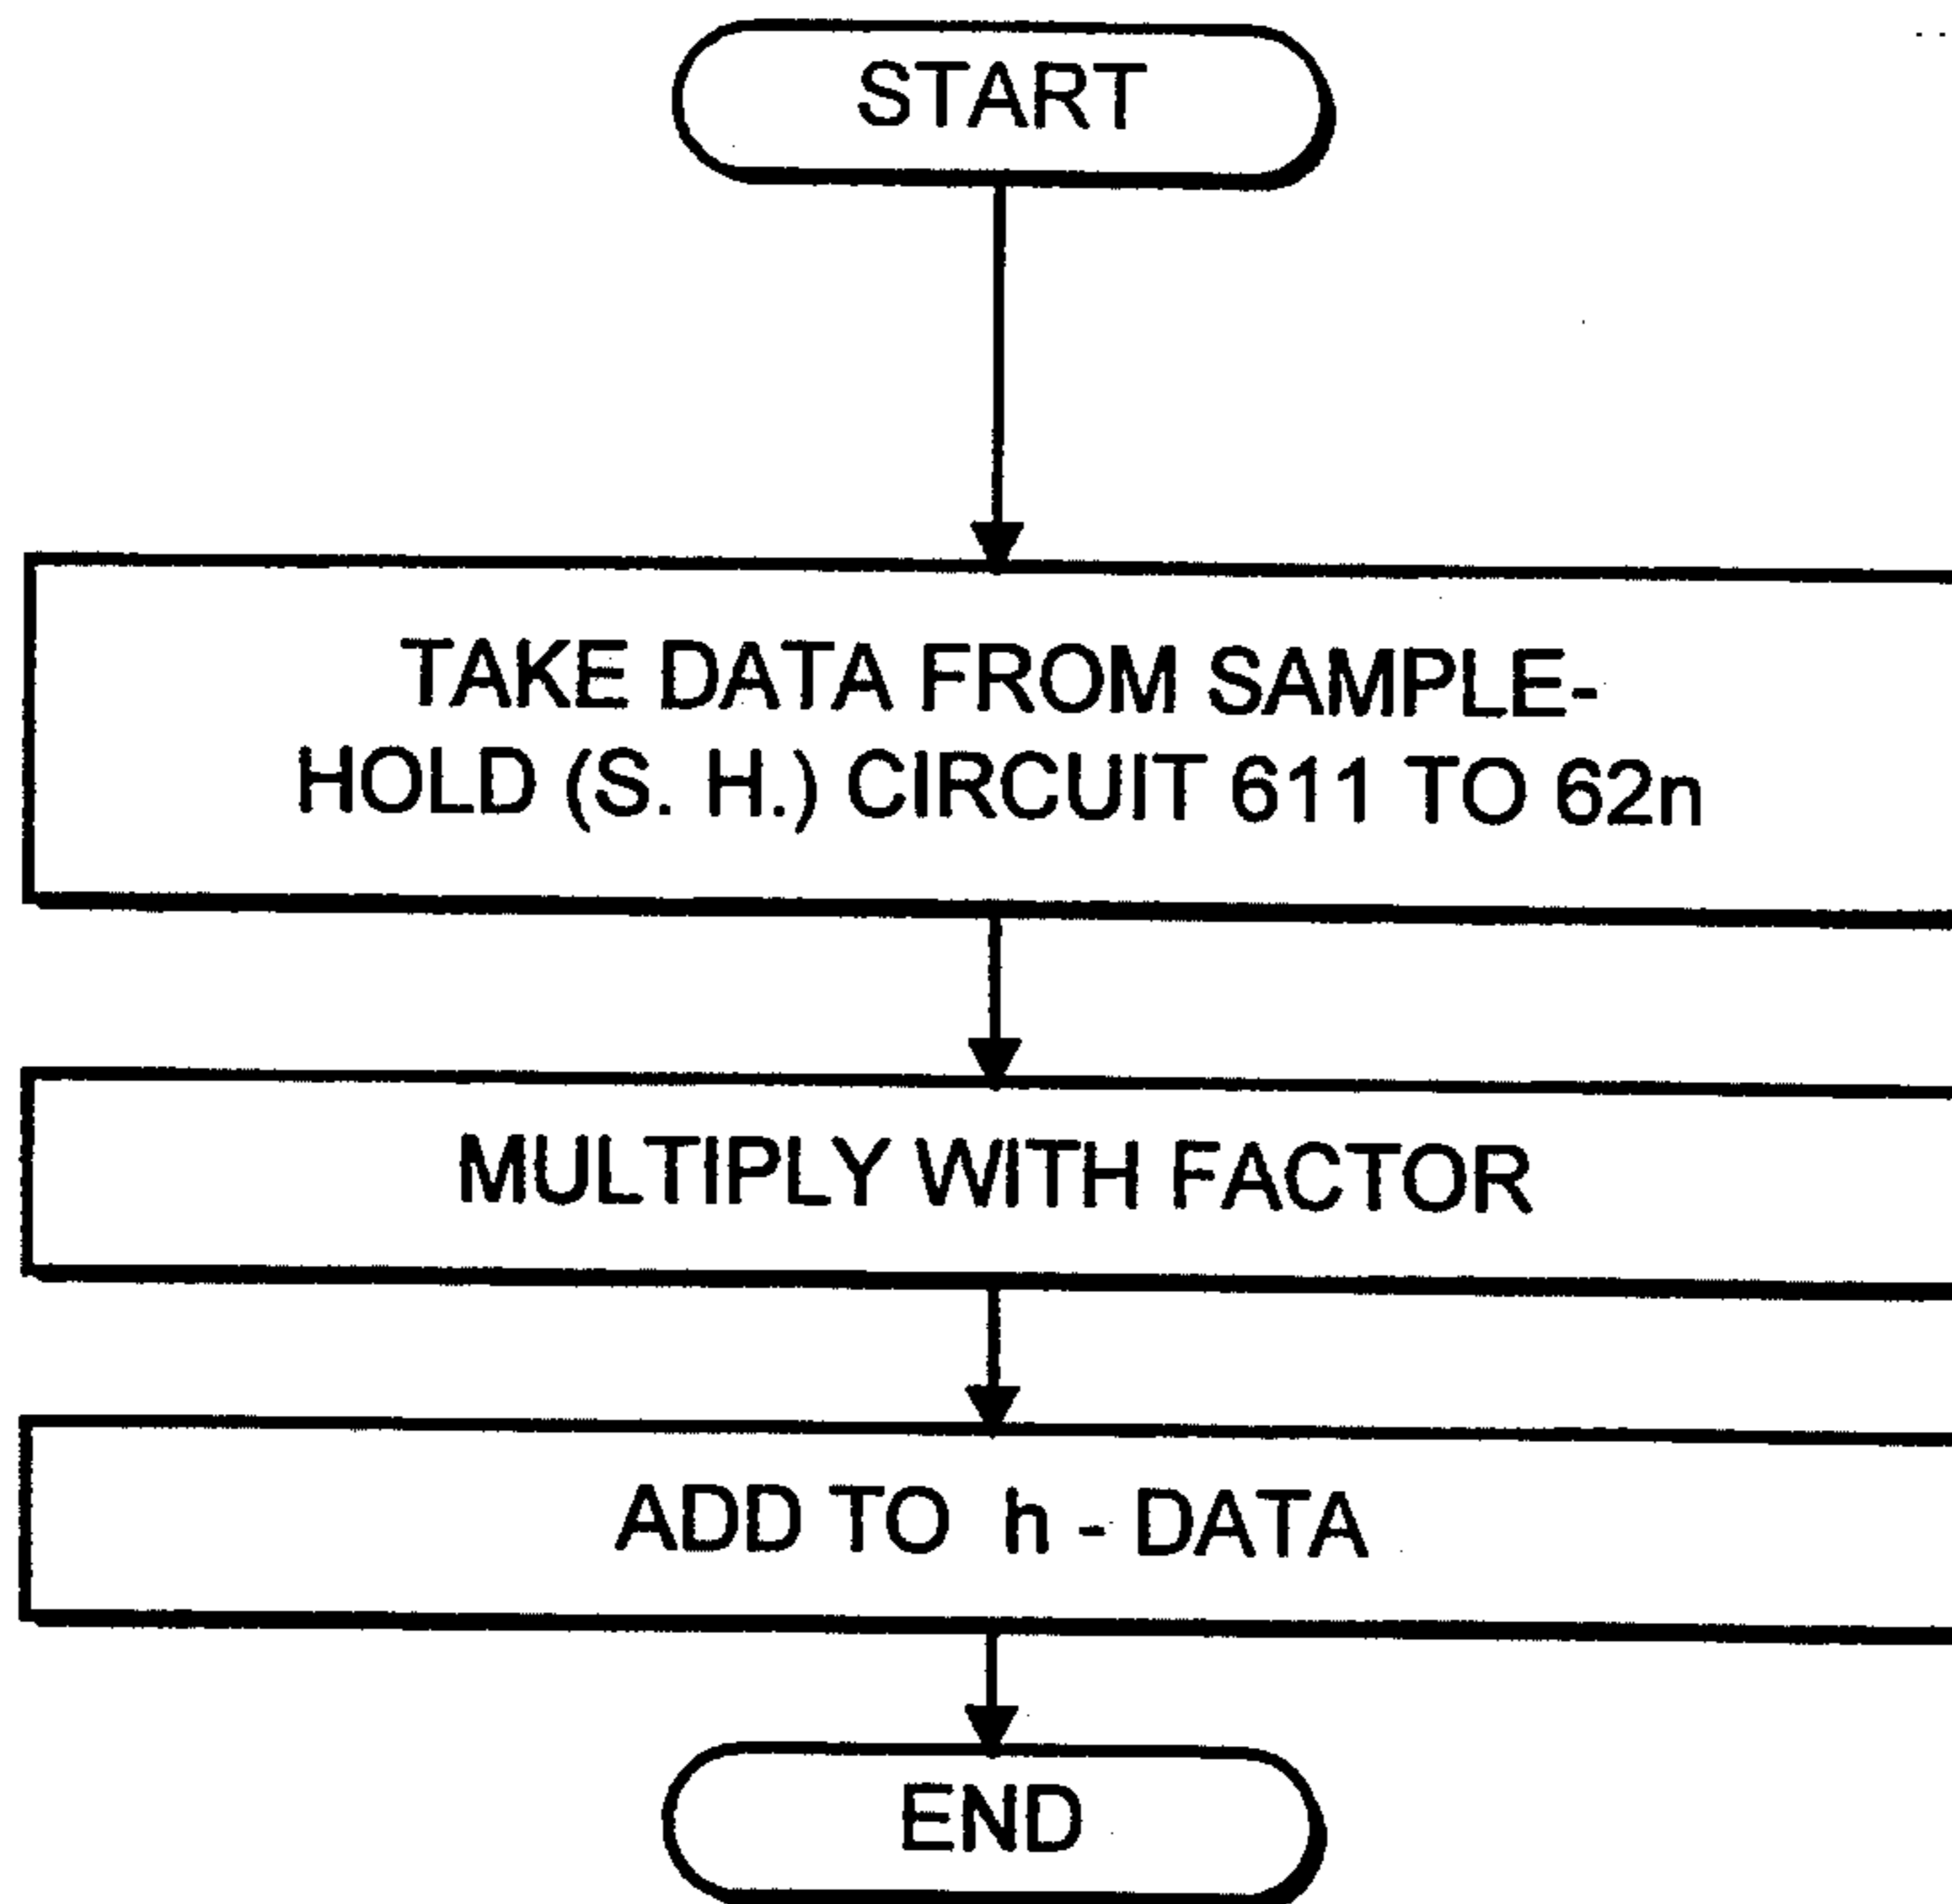 START
TAKE DATA FROM SAMPLE-
HOLD (S. H.) CIRCUIT 611 TO 62n
MULTIPLY WITH FACTOR
ADD TO h - DATA
END